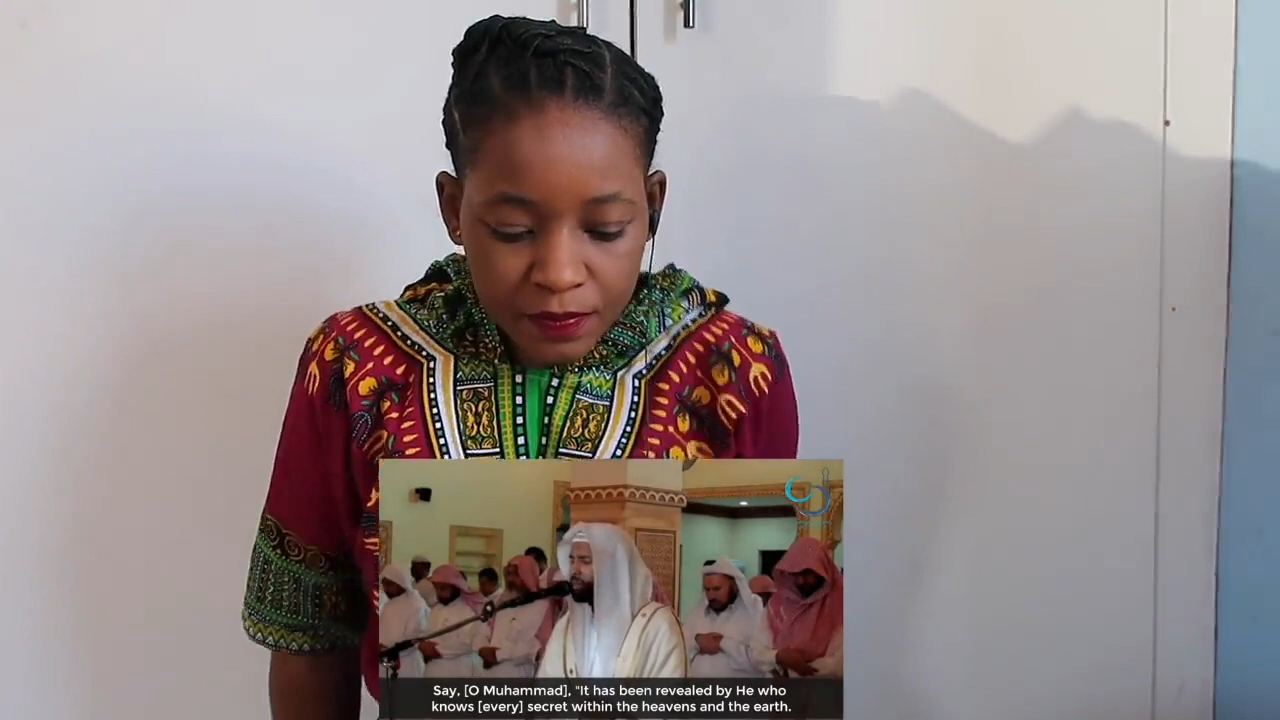 Say, [O Muhammad], "It has been revealed by He who
knows [every] secret within the heavens and the earth.